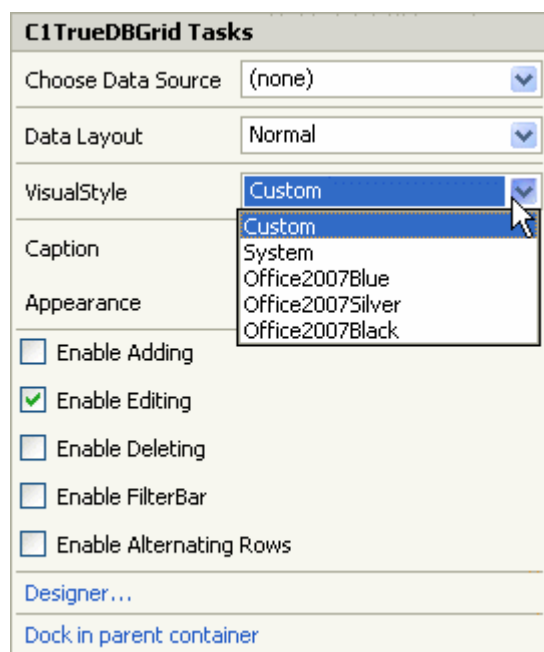 C1TrueDBGrid Tasks
Choose Data Source (none)
Data Layout Normal
VisualStyle Custom
Custom
System
Office2007Blue
Office2007Silver
Office2007Black
Caption
Appearance
Enable Adding
Enable Editing
Enable Deleting
Enable FilterBar
Enable Alternating Rows
Designer...
Dock in parent container